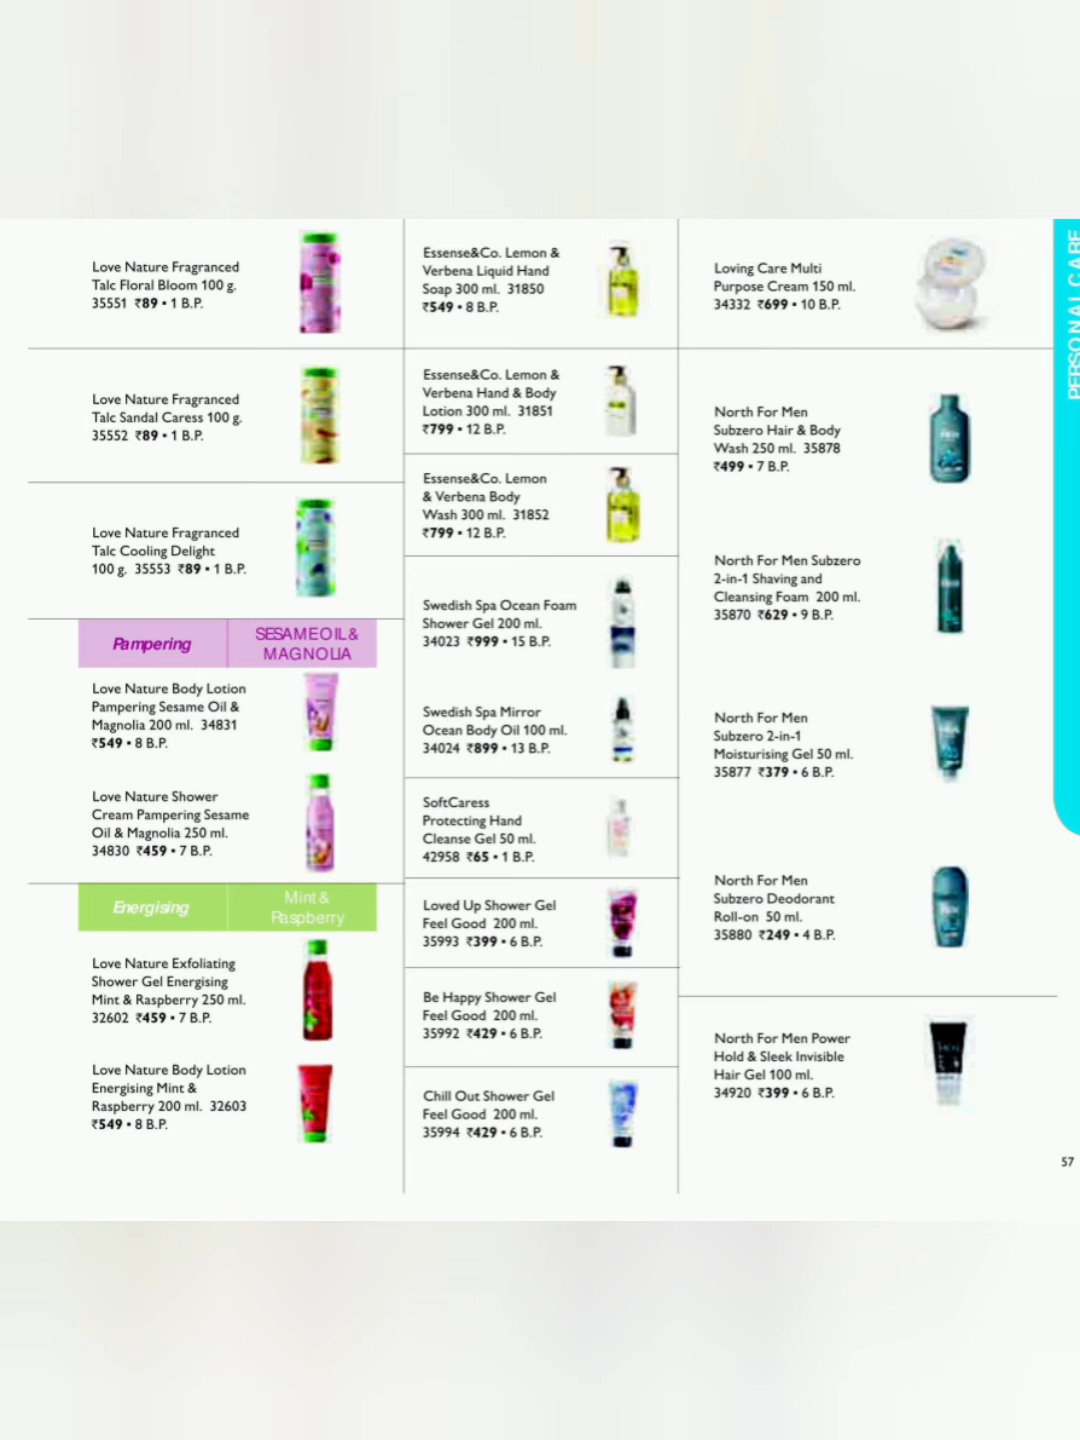 Love Nature Fragranced
Talc Floral Bloom 100 g.
35551 ₹89 • 1 B.P.
Love Nature Fragranced
Talc Sandal Caress 100 g.
35552 ₹89 • 1 B.P.
Love Nature Fragranced
Talc Cooling Delight
100 g. 35553 ₹89 • 1 B.P.
Pampering
SESAME OIL &
MAGNOLIA
Love Nature Body Lotion
Pampering Sesame Oil &
Magnolia 200 ml. 34831
₹549 • 8 B.P.
Love Nature Shower
Cream Pampering Sesame
Oil & Magnolia 250 ml.
34830 ₹459 • 7 B.P.
Energising
Mint &
Raspberry
Love Nature Exfoliating
Shower Gel Energising
Mint & Raspberry 250 ml.
32602 ₹459 • 7 B.P.
Love Nature Body Lotion
Energising Mint &
Raspberry 200 ml. 32603
₹549 • 8 B.P.
Essense&Co. Lemon &
Verbena Liquid Hand
Soap 300 ml. 31850
₹549 • 8 B.P.
Essense&Co. Lemon &
Verbena Hand & Body
Lotion 300 ml. 31851
₹799 • 12 B.P.
Essense&Co. Lemon
& Verbena Body
Wash 300 ml. 31852
₹799 • 12 B.P.
Swedish Spa Ocean Foam
Shower Gel 200 ml.
34023 ₹999 • 15 B.P.
Swedish Spa Mirror
Ocean Body Oil 100 ml.
34024 ₹899 • 13 B.P.
SoftCaress
Protecting Hand
Cleanse Gel 50 ml.
42958 ₹65 • 1 B.P.
Loved Up Shower Gel
Feel Good 200 ml.
35993 ₹399 • 6 B.P.
Be Happy Shower Gel
Feel Good 200 ml.
35992 ₹429 • 6 B.P.
Chill Out Shower Gel
Feel Good 200 ml.
35994 ₹429 • 6 B.P.
Loving Care Multi
Purpose Cream 150 ml.
34332 ₹699 • 10 B.P.
North For Men
Subzero Hair & Body
Wash 250 ml. 35878
₹499 • 7 B.P.
North For Men Subzero
2-in-1 Shaving and
Cleansing Foam 200 ml.
35870 ₹629 • 9 B.P.
North For Men
Subzero 2-in-1
Moisturising Gel 50 ml.
35877 ₹379 • 6 B.P.
North For Men
Subzero Deodorant
Roll-on 50 ml.
35880 ₹249 • 4 B.P.
North For Men Power
Hold & Sleek Invisible
Hair Gel 100 ml.
34920 ₹399 • 6 B.P.
PERSONAL CARE
57